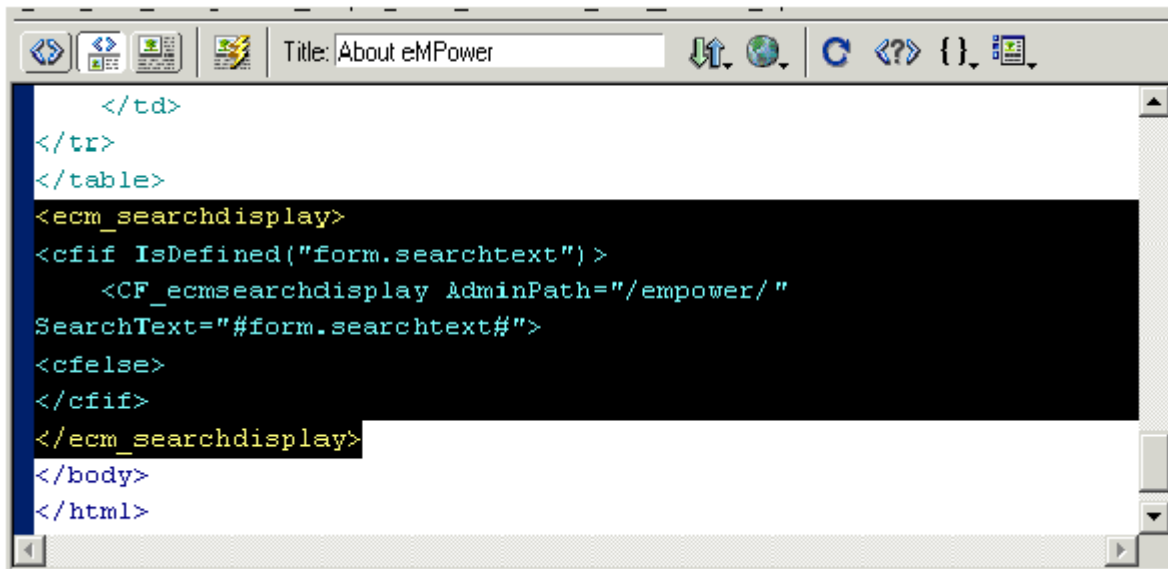 Title: About eMPower
</td>
</tr>
</table>
<ecm_searchdisplay>
<cfif IsDefined("form.searchtext")>
<CF_ecmsearchdisplay AdminPath="/empower/"
SearchText="#form.searchtext#">
<cfelse>
</cfif>
</ecm_searchdisplay>
</body>
</html>